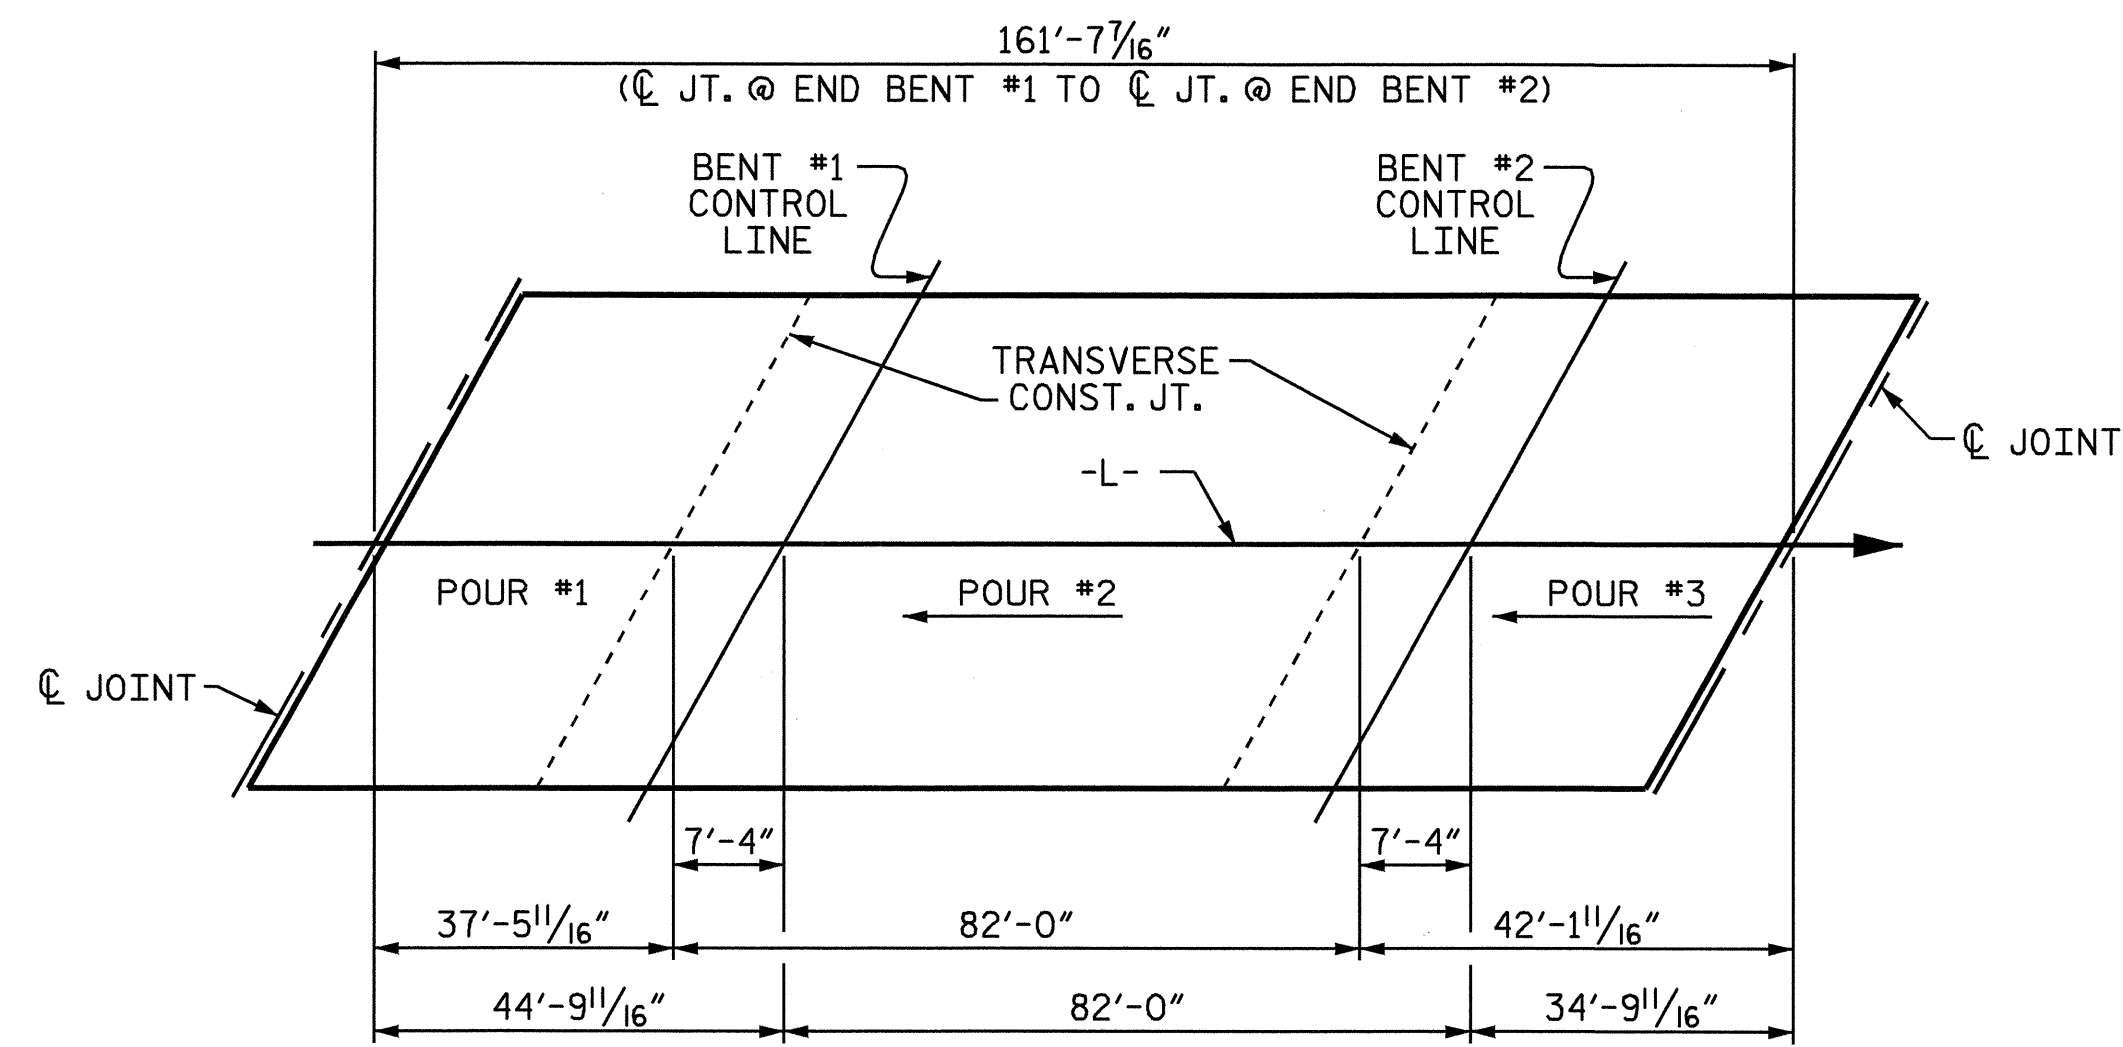 161'-7 7/16"
(℄ JT. @ END BENT #1 TO ℄ JT. @ END BENT #2)
BENT #1
CONTROL
LINE
BENT #2
CONTROL
LINE
TRANSVERSE
CONST. JT.
℄ JOINT
-L-
POUR #1
POUR #2
POUR #3
℄ JOINT
7'-4"
7'-4"
37'-5 11/16"
82'-0"
42'-1 11/16"
44'-9 11/16"
82'-0"
34'-9 11/16"